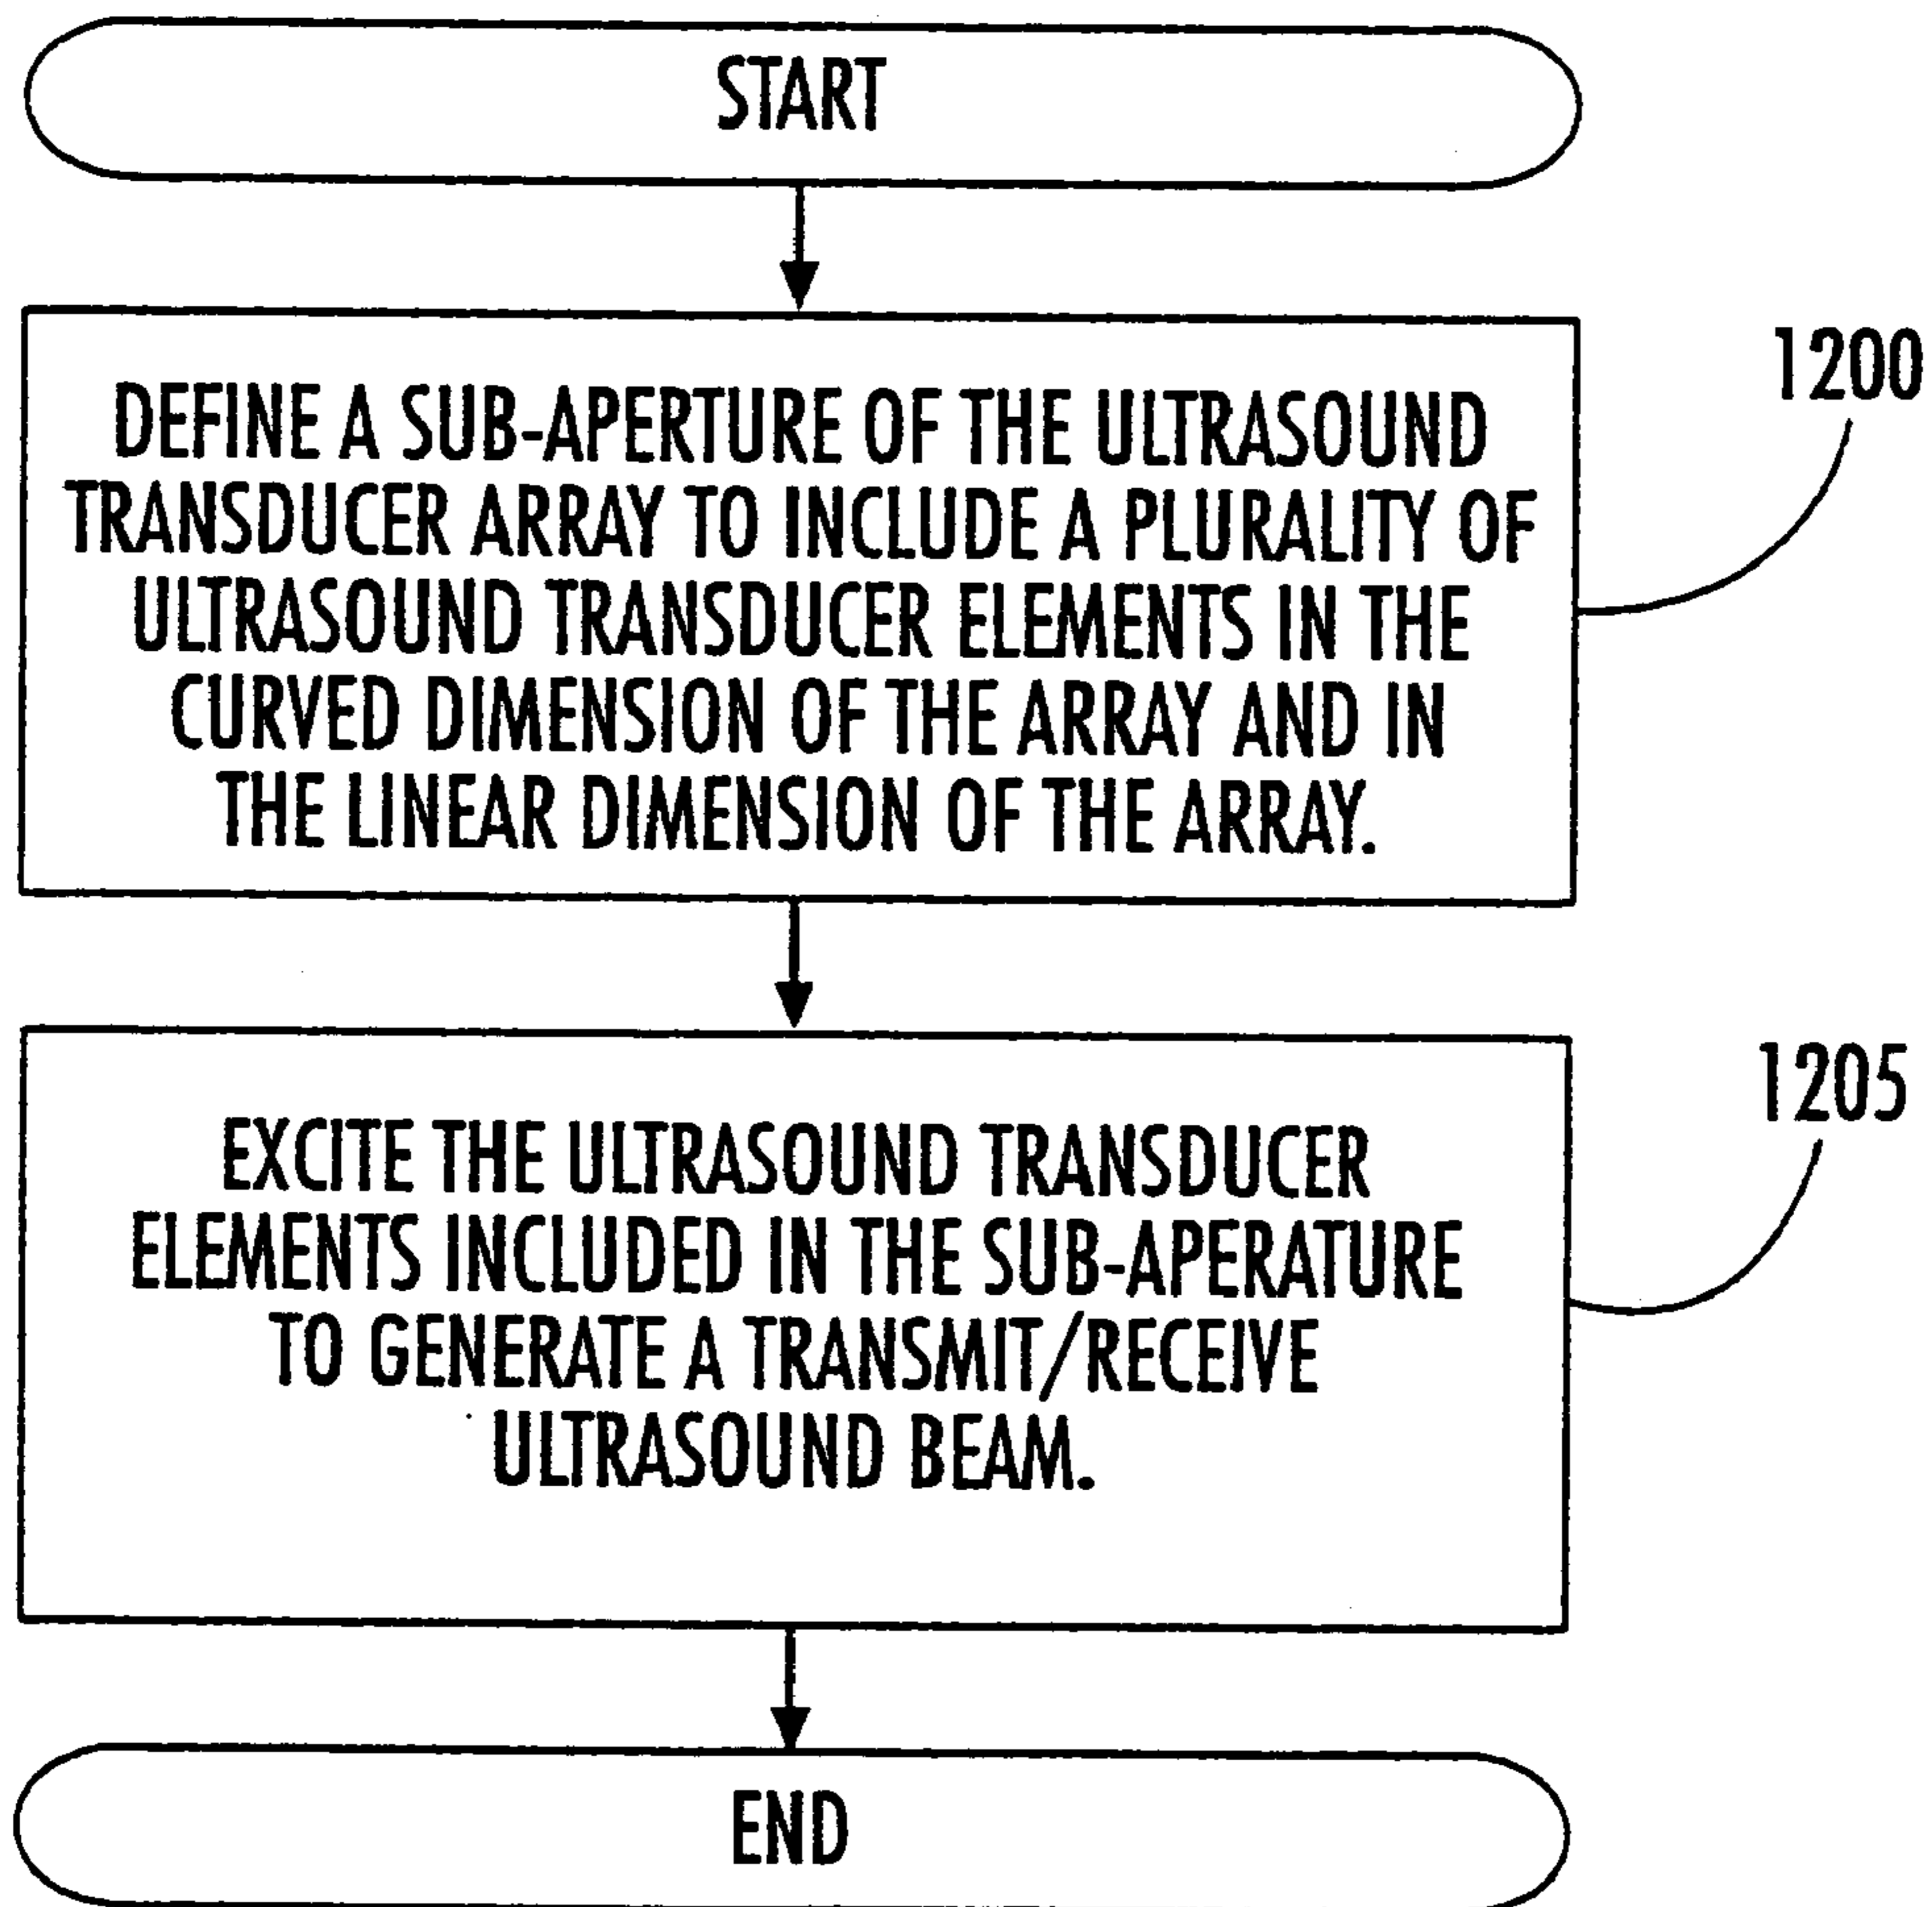 START
DEFINE A SUB-APERTURE OF THE ULTRASOUND
TRANSDUCER ARRAY TO INCLUDE A PLURALITY OF
ULTRASOUND TRANSDUCER ELEMENTS IN THE
CURVED DIMENSION OF THE ARRAY AND IN
THE LINEAR DIMENSION OF THE ARRAY.
1200
EXCITE THE ULTRASOUND TRANSDUCER
ELEMENTS INCLUDED IN THE SUB-APERATURE
TO GENERATE A TRANSMIT/RECEIVE
ULTRASOUND BEAM.
1205
END